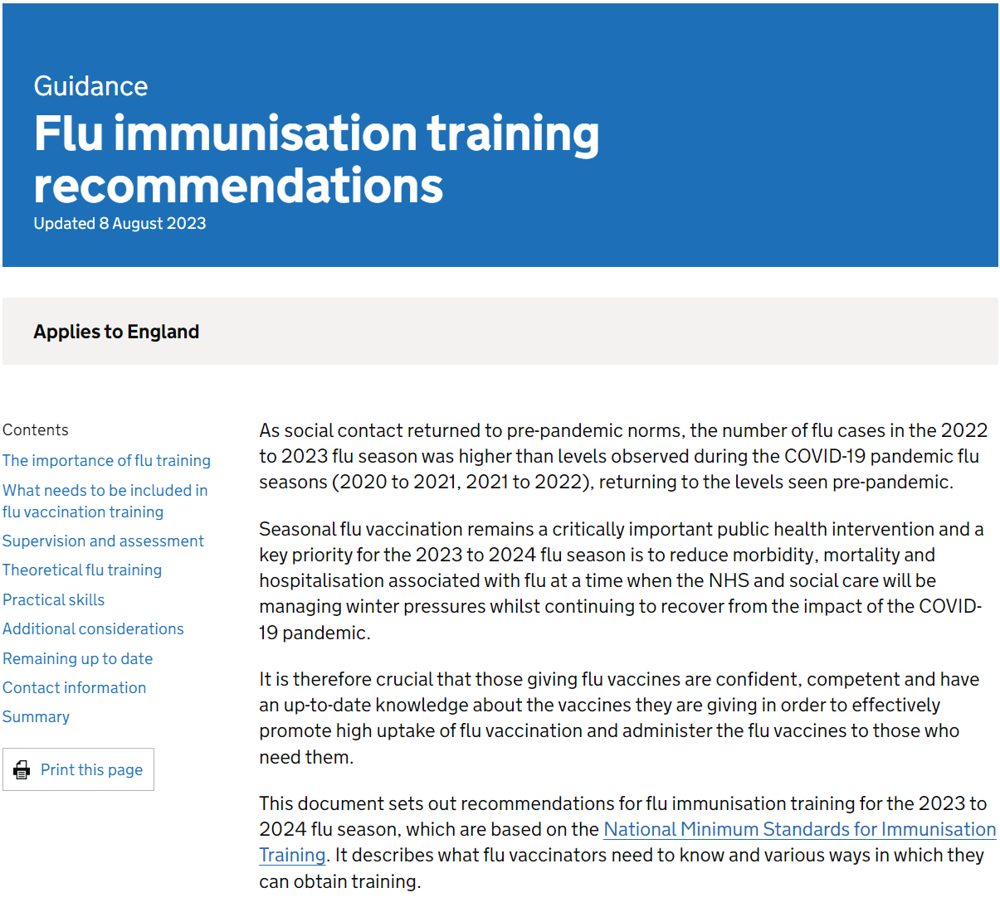 Guidance
Flu immunisation training
recommendations
Updated 8 August 2023
Applies to England
Contents
The importance of flu training
What needs to be included in
flu vaccination training
Supervision and assessment
Theoretical flu training
Practical skills
Additional considerations
Remaining up to date
Contact information
Summary
Print this page
As social contact returned to pre-pandemic norms, the number of flu cases in the 2022
to 2023 flu season was higher than levels observed during the COVID-19 pandemic flu
seasons (2020 to 2021, 2021 to 2022), returning to the levels seen pre-pandemic.
Seasonal flu vaccination remains a critically important public health intervention and a
key priority for the 2023 to 2024 flu season is to reduce morbidity, mortality and
hospitalisation associated with flu at a time when the NHS and social care will be
managing winter pressures whilst continuing to recover from the impact of the COVID-
19 pandemic.
It is therefore crucial that those giving flu vaccines are confident, competent and have
an up-to-date knowledge about the vaccines they are giving in order to effectively
promote high uptake of flu vaccination and administer the flu vaccines to those who
need them.
This document sets out recommendations for flu immunisation training for the 2023 to
2024 flu season, which are based on the National Minimum Standards for Immunisation
Training. It describes what flu vaccinators need to know and various ways in which they
can obtain training.